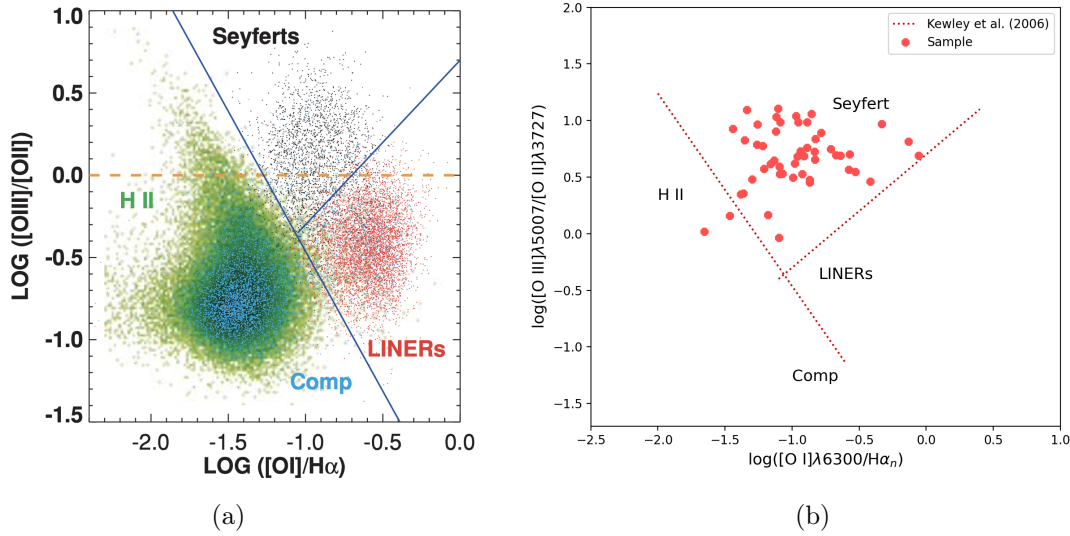 1.0
0.5
0.0
-0.5
-1.0
-1.5
LOG ([OIII]/[OII])
Seyferts
H II
LINERs
Comp
-2.0 -1.5 -1.0 -0.5 0.0
LOG ([OI]/Hα)
(a)
2.0
1.5
1.0
0.5
0.0
−0.5
−1.0
−1.5
log([O III]λ5007/[O II]λ3727)
Kewley et al. (2006)
Sample
Seyfert
H II
LINERs
Comp
−2.5 −2.0 −1.5 −1.0 −0.5 0.0 0.5 1.0
log([O I]λ6300/Hαn)
(b)